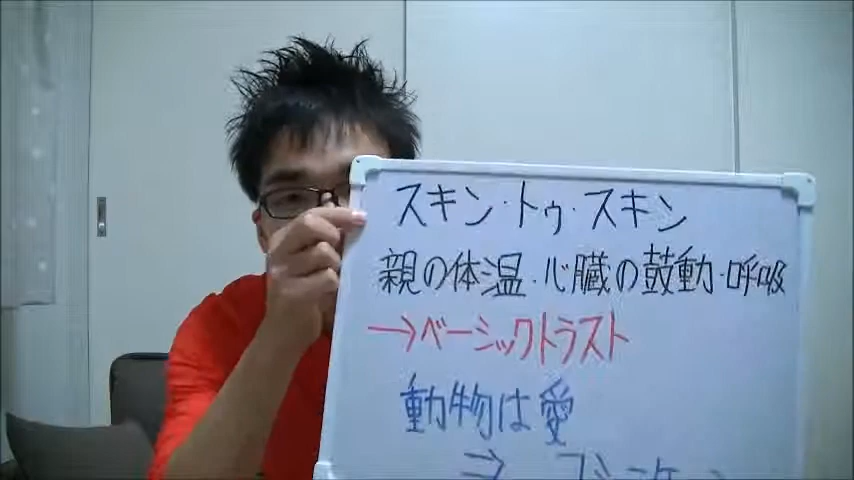 スキン・トゥ・スキン
親の体温・心臓の鼓動・呼吸
→ベーシックトラスト
動物は愛
⇒